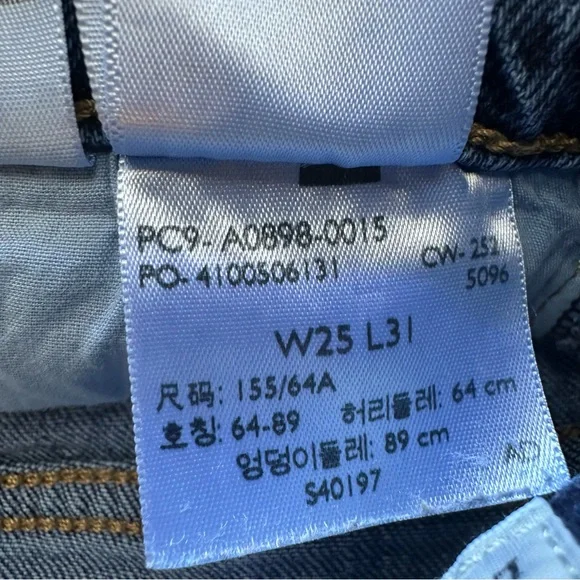 PC9- A0898-0015
PO- 4100506131 CW- 252
5096
W25 L31
尺码: 155/64A
호칭: 64-89 허리둘레: 64 cm
엉덩이둘레: 89 cm
S40197 AD